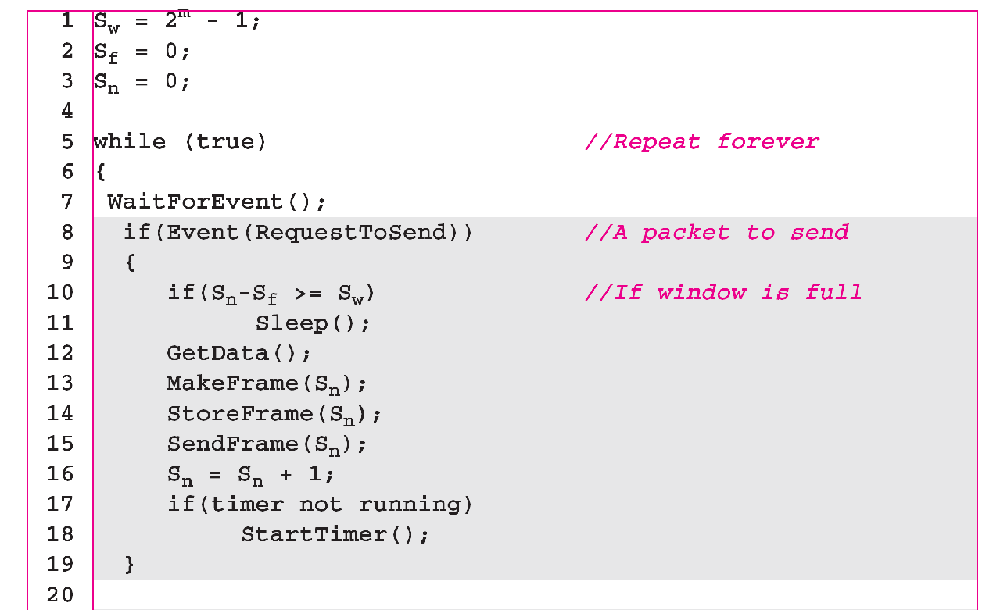 1 Sw = 2^m - 1;
2 Sf = 0;
3 Sn = 0;
4
5 while (true) //Repeat forever
6 {
7 WaitForEvent();
8 if(Event(RequestToSend)) //A packet to send
9 {
10 if(Sn-Sf >= Sw) //If window is full
11 Sleep();
12 GetData();
13 MakeFrame(Sn);
14 StoreFrame(Sn);
15 SendFrame(Sn);
16 Sn = Sn + 1;
17 if(timer not running)
18 StartTimer();
19 }
20